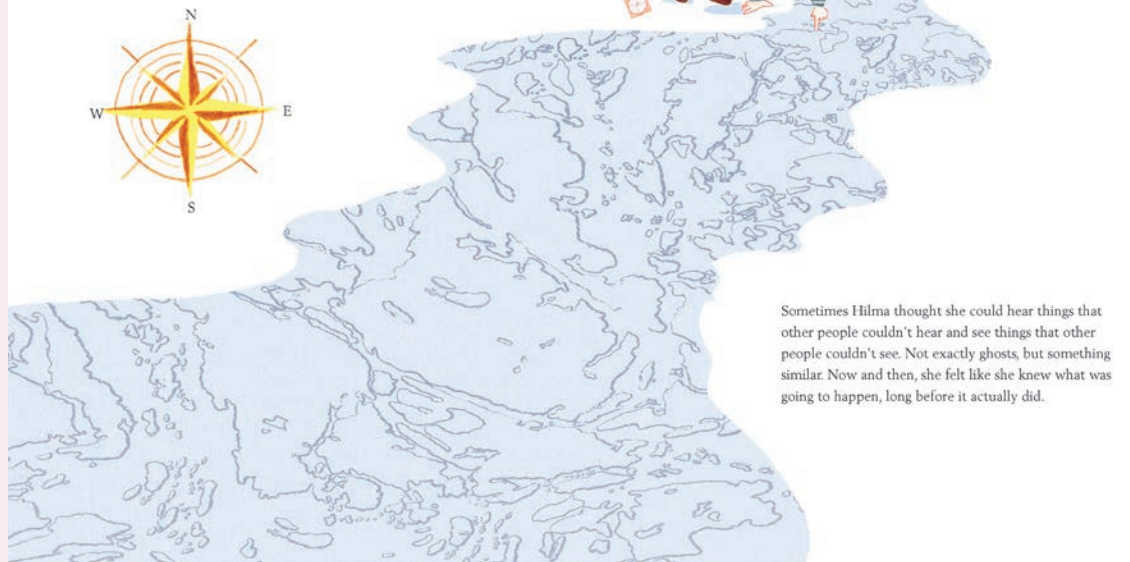 N
W
E
S
Sometimes Hilma thought she could hear things that
other people couldn't hear and see things that other
people couldn't see. Not exactly ghosts, but something
similar. Now and then, she felt like she knew what was
going to happen, long before it actually did.